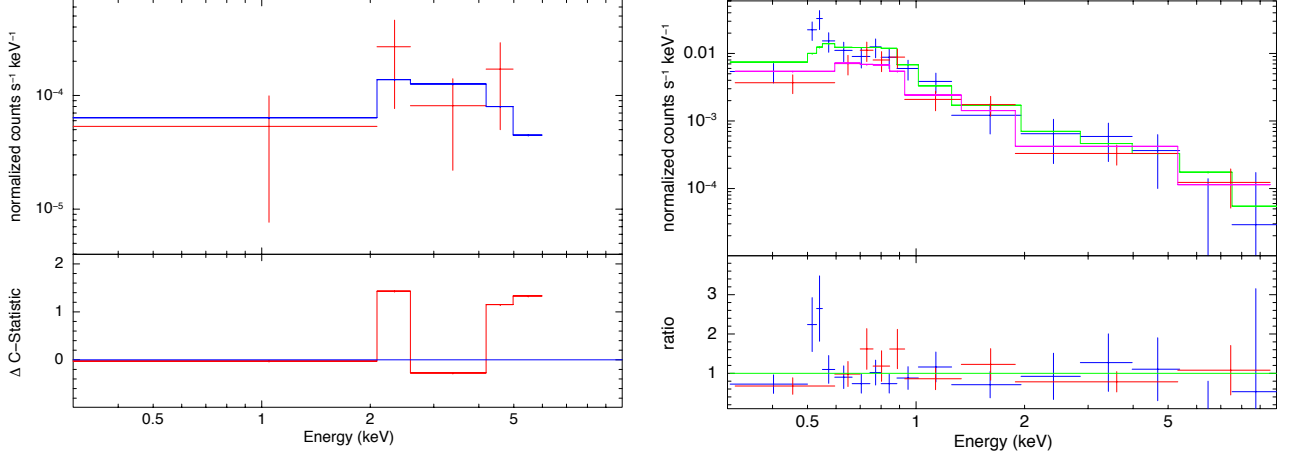 normalized counts s⁻¹ keV⁻¹
10⁻⁴
10⁻⁵
Δ C−Statistic
2
1
0
0.5 1 2 5
Energy (keV)
normalized counts s⁻¹ keV⁻¹
0.01
10⁻³
10⁻⁴
ratio
3
2
1
0.5 1 2 5
Energy (keV)